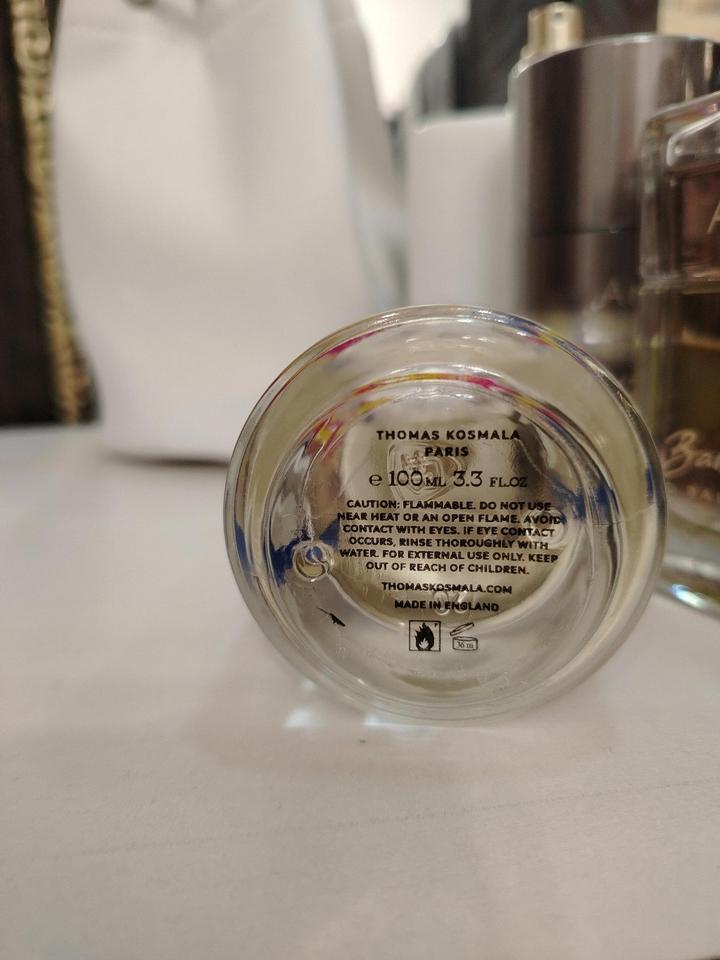 THOMAS KOSMALA
PARIS
℮ 100ML 3.3 FL.OZ
CAUTION: FLAMMABLE. DO NOT USE
NEAR HEAT OR AN OPEN FLAME. AVOID
CONTACT WITH EYES. IF EYE CONTACT
OCCURS, RINSE THOROUGHLY WITH
WATER. FOR EXTERNAL USE ONLY. KEEP
OUT OF REACH OF CHILDREN.
THOMASKOSMALA.COM
MADE IN ENGLAND
36 m